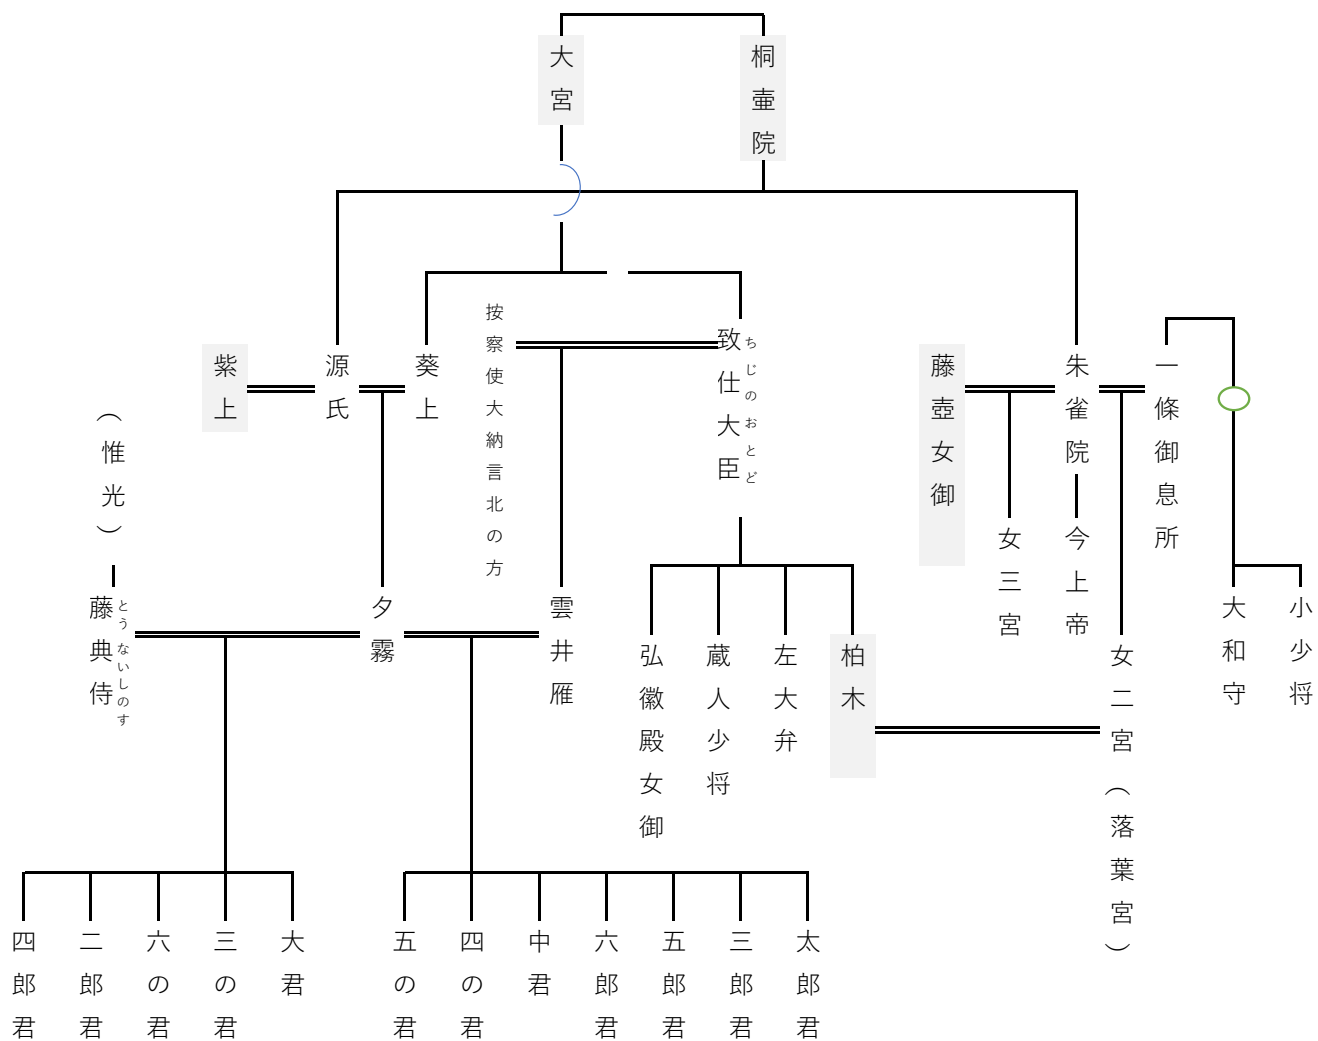 桐壷院
大宮
小少将
大和守
一條御息所
朱雀院
今上帝
藤壺女御
女三宮
女二宮(落葉宮)
致仕大臣
ちじのおとど
按察使大納言北の方
葵上
源氏
紫上
柏木
左大弁
蔵人少将
弘徽殿女御
雲井雁
夕霧
(惟光)
藤典侍
とうないしのす
太郎君
三郎君
五郎君
六郎君
中君
四の君
五の君
大君
三の君
六の君
二郎君
四郎君